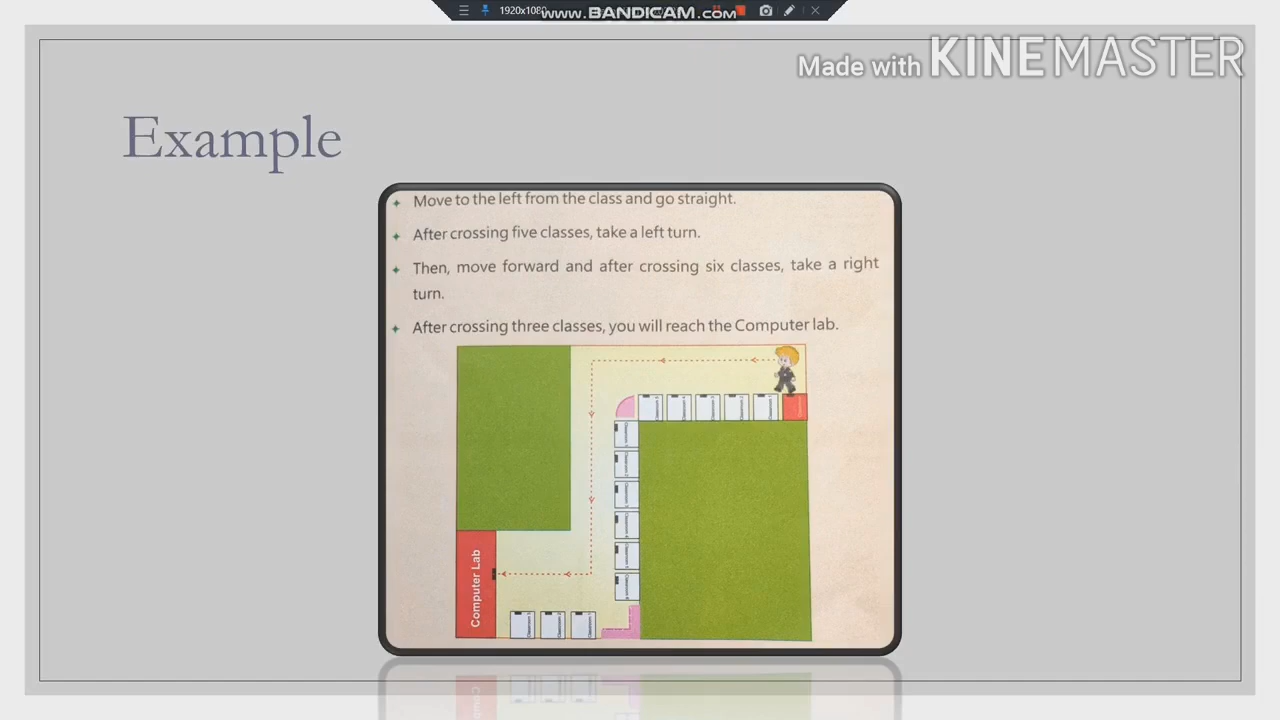 1920x1080
www.BANDICAM.com
Made with KINEMASTER
Example
Move to the left from the class and go straight.
After crossing five classes, take a left turn.
Then, move forward and after crossing six classes, take a right
turn.
After crossing three classes, you will reach the Computer lab.
Computer Lab